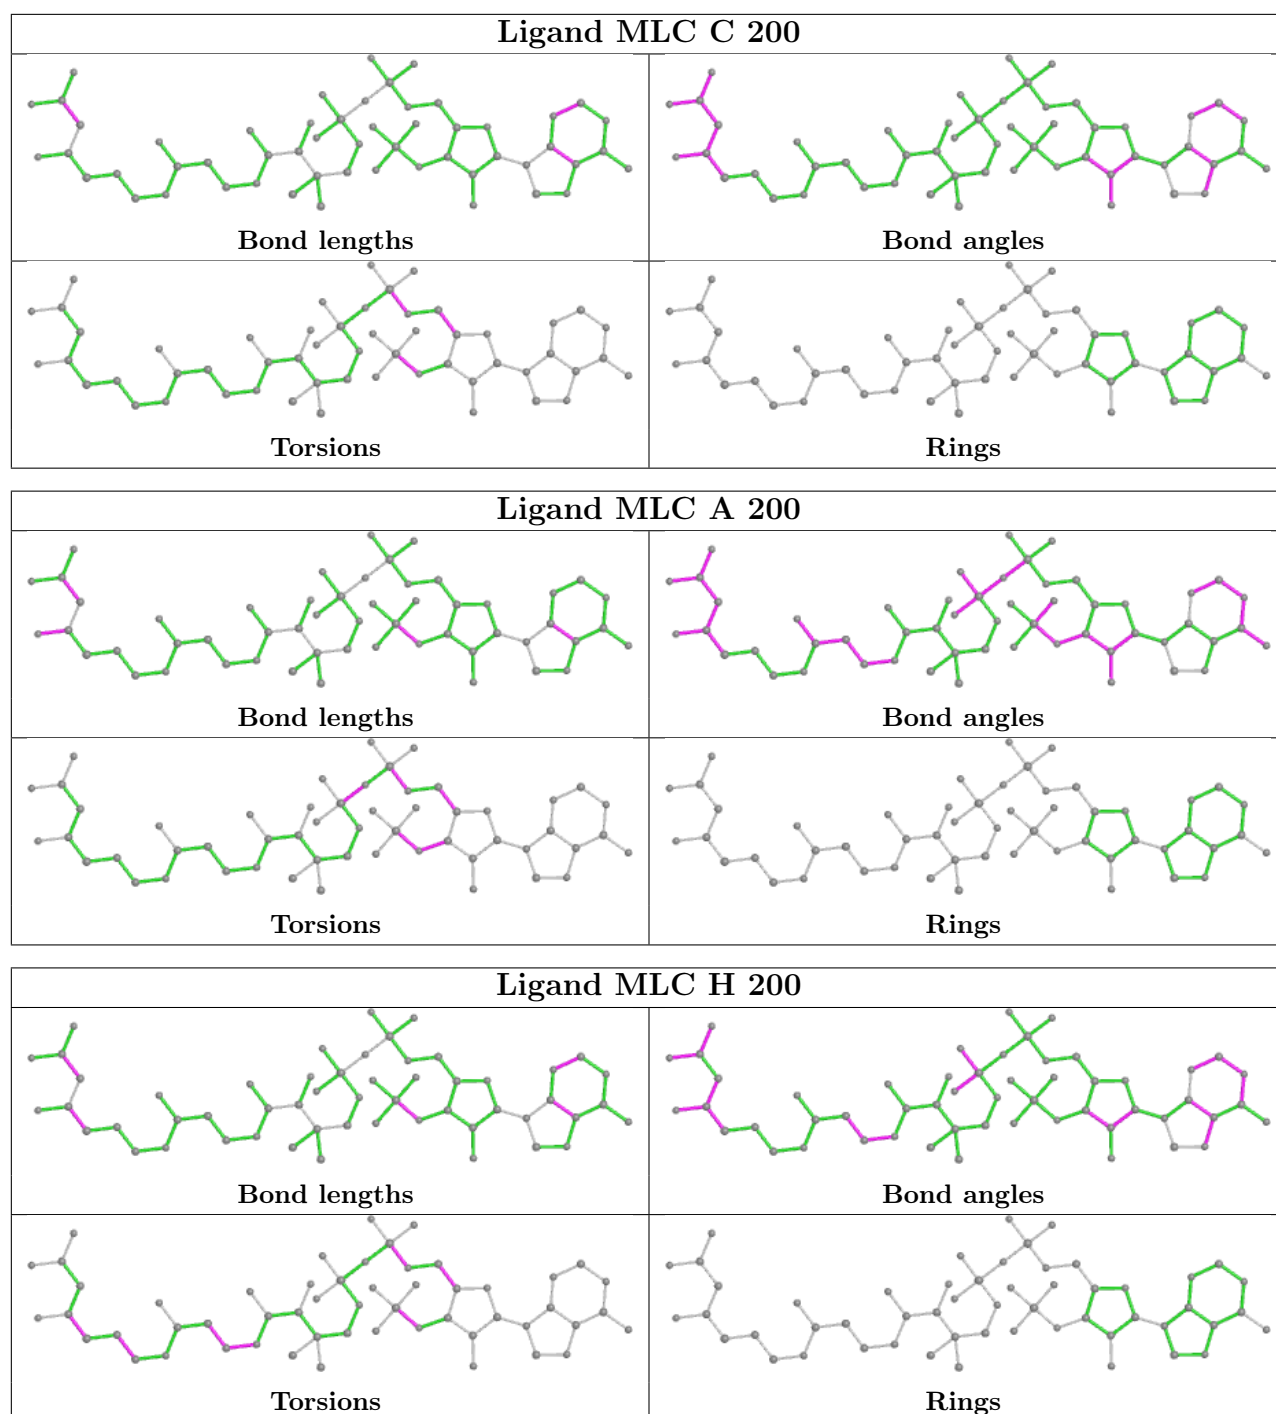 Ligand MLC C 200
Bond lengths
Bond angles
Torsions
Rings
Ligand MLC A 200
Bond lengths
Bond angles
Torsions
Rings
Ligand MLC H 200
Bond lengths
Bond angles
Torsions
Rings